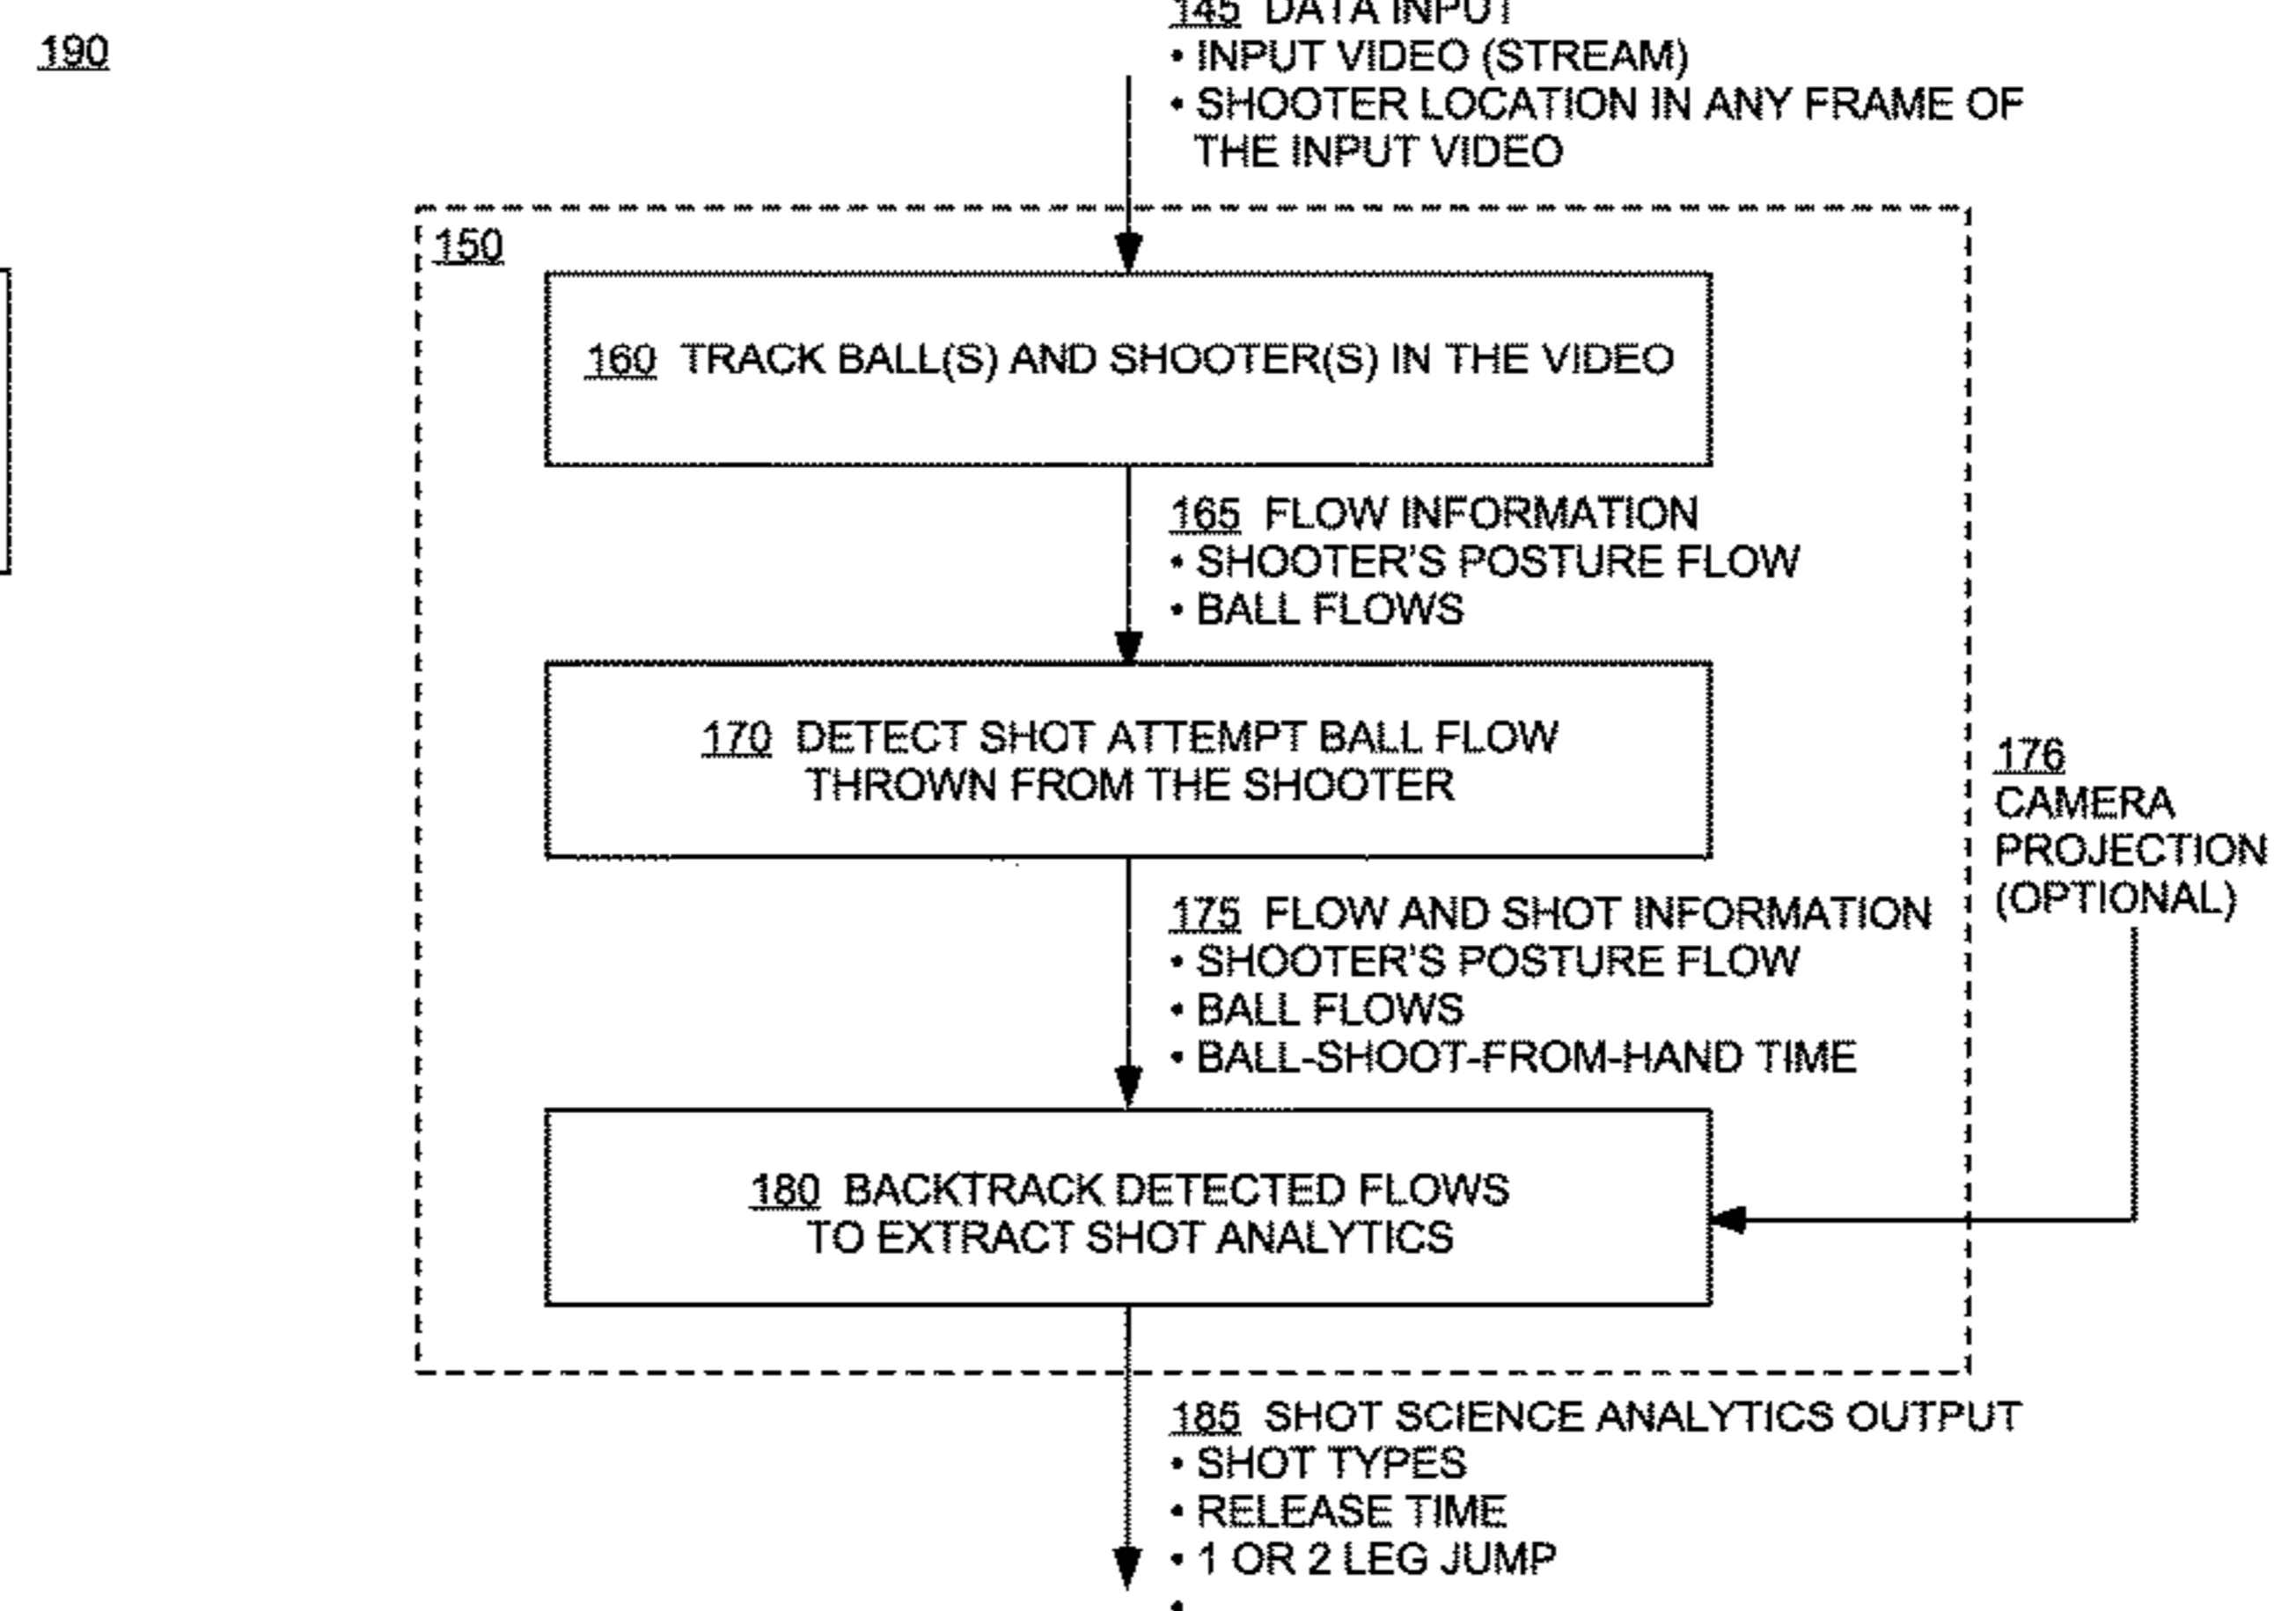 190
145 DATA INPUT
• INPUT VIDEO (STREAM)
• SHOOTER LOCATION IN ANY FRAME OF
THE INPUT VIDEO
150
160 TRACK BALL(S) AND SHOOTER(S) IN THE VIDEO
165 FLOW INFORMATION
• SHOOTER'S POSTURE FLOW
• BALL FLOWS
170 DETECT SHOT ATTEMPT BALL FLOW
THROWN FROM THE SHOOTER
176
CAMERA
PROJECTION
(OPTIONAL)
175 FLOW AND SHOT INFORMATION
• SHOOTER'S POSTURE FLOW
• BALL FLOWS
• BALL-SHOOT-FROM-HAND TIME
180 BACKTRACK DETECTED FLOWS
TO EXTRACT SHOT ANALYTICS
185 SHOT SCIENCE ANALYTICS OUTPUT
• SHOT TYPES
• RELEASE TIME
• 1 OR 2 LEG JUMP
•